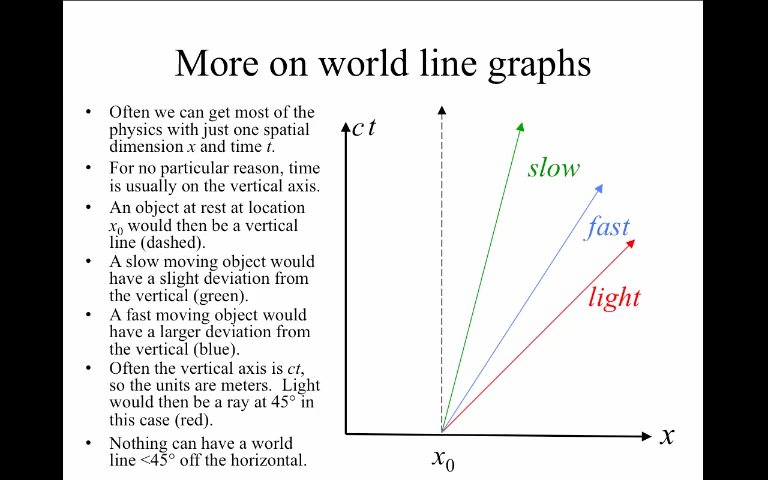 More on world line graphs
• Often we can get most of the
physics with just one spatial
dimension x and time t.
• For no particular reason, time
is usually on the vertical axis.
• An object at rest at location
x₀ would then be a vertical
line (dashed).
• A slow moving object would
have a slight deviation from
the vertical (green).
• A fast moving object would
have a larger deviation from
the vertical (blue).
• Often the vertical axis is ct,
so the units are meters.  Light
would then be a ray at 45° in
this case (red).
• Nothing can have a world
line <45° off the horizontal.
c t
slow
fast
light
x
x₀